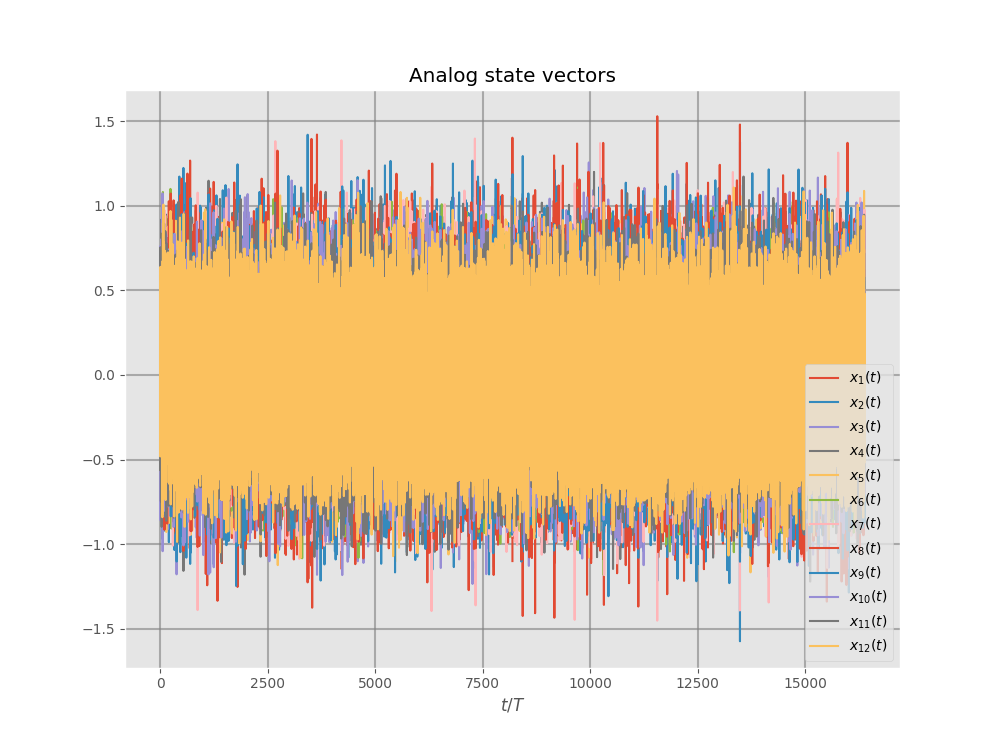 Analog state vectors
1.5
1.0
0.5
0.0
−0.5
−1.0
−1.5
0 2500 5000 7500 10000 12500 15000
t/T
x₁(t)
x₂(t)
x₃(t)
x₄(t)
x₅(t)
x₆(t)
x₇(t)
x₈(t)
x₉(t)
x₁₀(t)
x₁₁(t)
x₁₂(t)